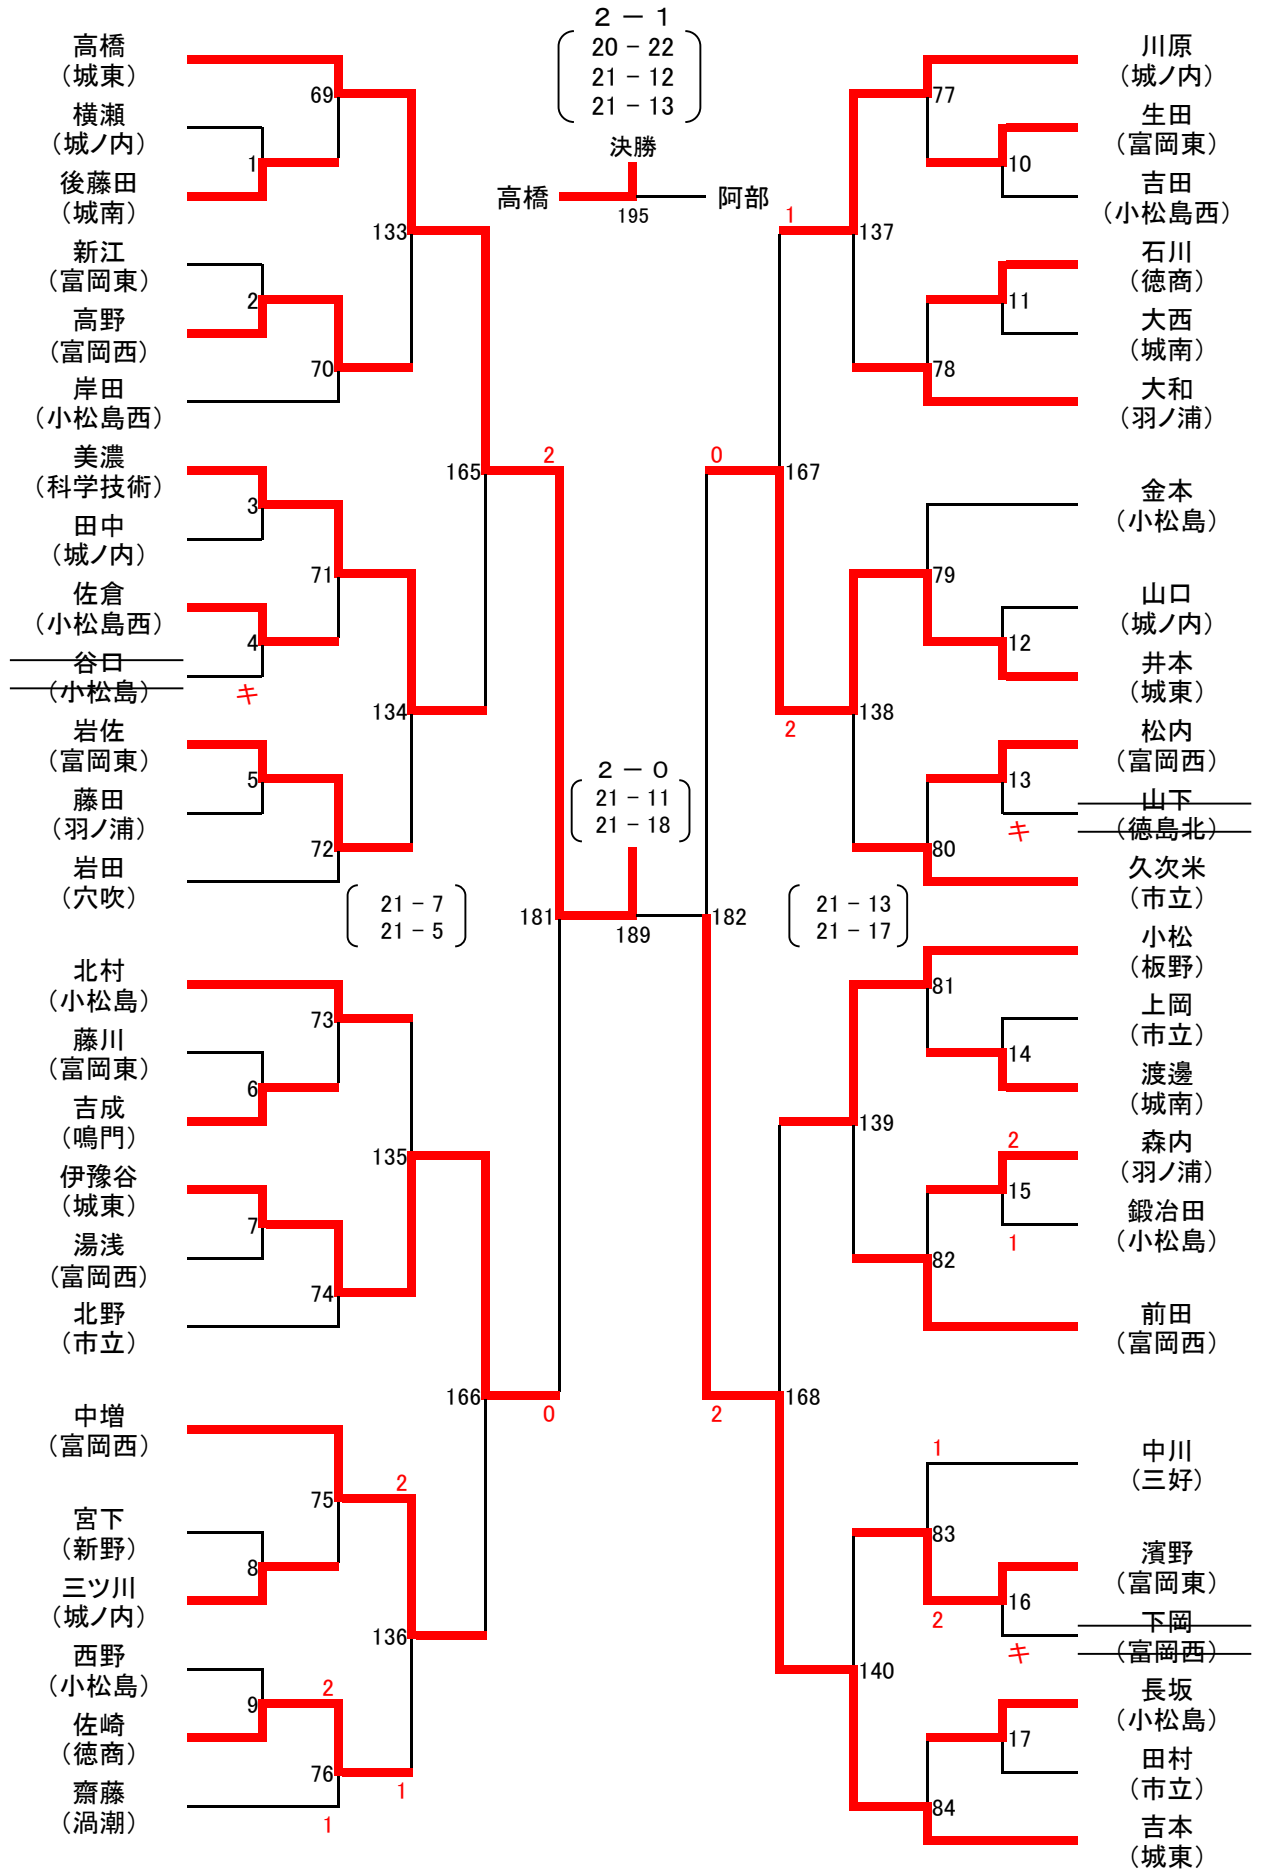 2 － 1
20 － 22
21 － 12
21 － 13
決勝
高橋
阿部
195
高橋
（城東）
横瀬
（城ノ内）
後藤田
（城南）
新江
（富岡東）
高野
（富岡西）
岸田
（小松島西）
美濃
（科学技術）
田中
（城ノ内）
佐倉
（小松島西）
谷口
（小松島）
キ
岩佐
（富岡東）
藤田
（羽ノ浦）
岩田
（穴吹）
北村
（小松島）
藤川
（富岡東）
吉成
（鳴門）
伊豫谷
（城東）
湯浅
（富岡西）
北野
（市立）
中増
（富岡西）
宮下
（新野）
三ツ川
（城ノ内）
西野
（小松島）
佐崎
（徳商）
齋藤
（渦潮）
1
2
3
4
5
6
7
8
9
69
70
71
72
73
74
75
76
2
1
133
134
135
136
2
1
165
166
2
0
181
21 － 7
21 － 5
2 － 0
21 － 11
21 － 18
189
182
21 － 13
21 － 17
0
2
167
168
1
2
137
138
139
140
77
78
79
80
81
82
83
84
1
2
10
11
12
13
14
15
16
17
川原
（城ノ内）
生田
（富岡東）
吉田
（小松島西）
石川
（徳商）
大西
（城南）
大和
（羽ノ浦）
金本
（小松島）
山口
（城ノ内）
井本
（城東）
松内
（富岡西）
山下
（徳島北）
キ
久次米
（市立）
小松
（板野）
上岡
（市立）
渡邊
（城南）
2
森内
（羽ノ浦）
鍛冶田
（小松島）
1
前田
（富岡西）
中川
（三好）
濱野
（富岡東）
下岡
（富岡西）
キ
長坂
（小松島）
田村
（市立）
吉本
（城東）